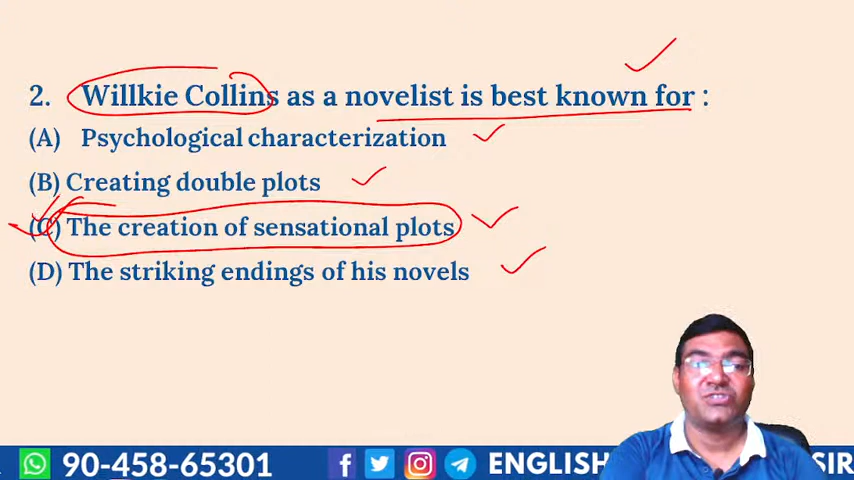 2. Willkie Collins as a novelist is best known for :
(A) Psychological characterization
(B) Creating double plots
(C) The creation of sensational plots
(D) The striking endings of his novels
90-458-65301 ENGLISH SIR